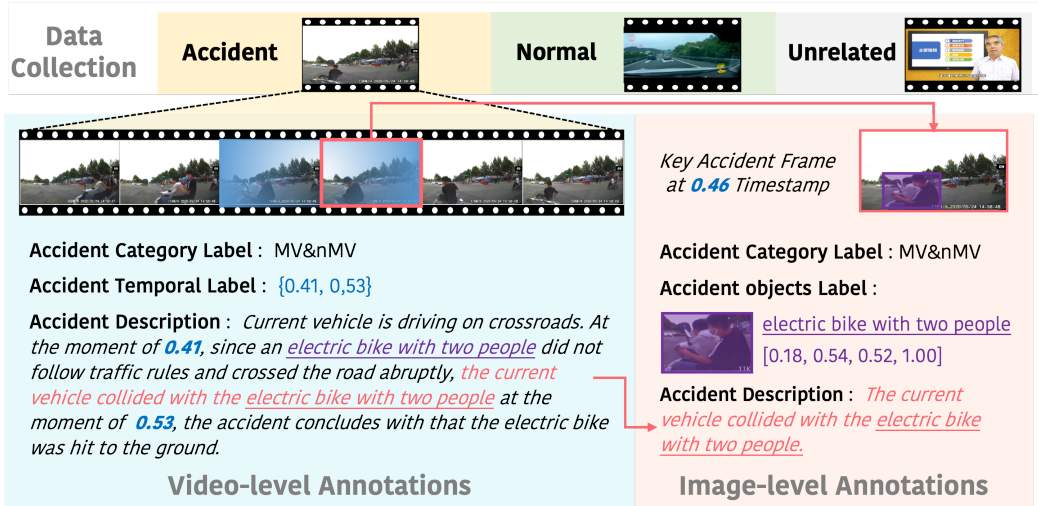 Data
Collection
Accident
Normal
Unrelated
Key Accident Frame
at 0.46 Timestamp
Accident Category Label : MV&nMV
Accident Temporal Label : {0.41, 0,53}
Accident Description : Current vehicle is driving on crossroads. At
the moment of 0.41, since an electric bike with two people did not
follow traffic rules and crossed the road abruptly, the current
vehicle collided with the electric bike with two people at the
moment of 0.53, the accident concludes with that the electric bike
was hit to the ground.
Video-level Annotations
Accident Category Label : MV&nMV
Accident objects Label :
electric bike with two people
[0.18, 0.54, 0.52, 1.00]
Accident Description : The current
vehicle collided with the electric bike
with two people.
Image-level Annotations